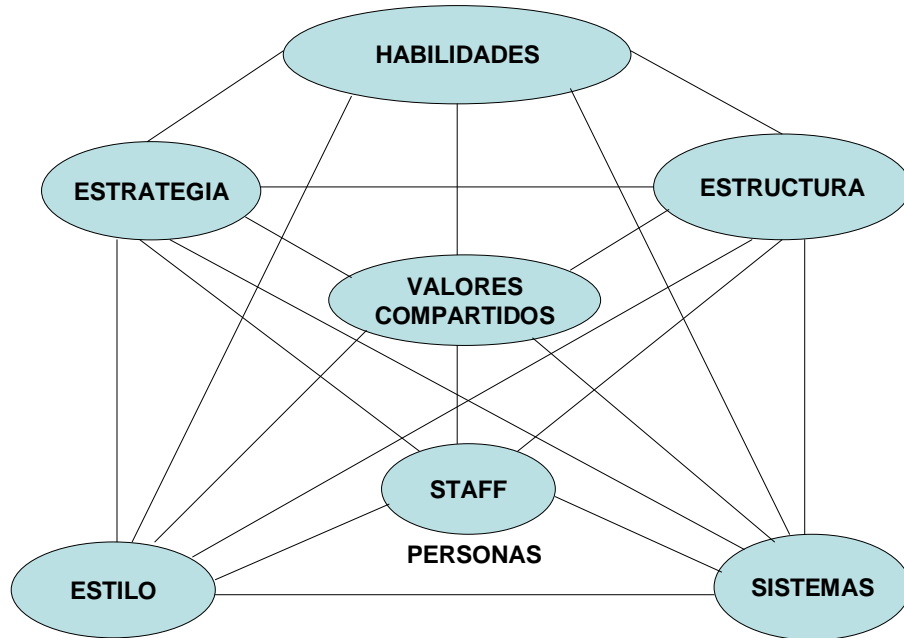 HABILIDADES
ESTRATEGIA
ESTRUCTURA
VALORES
COMPARTIDOS
STAFF
PERSONAS
ESTILO
SISTEMAS